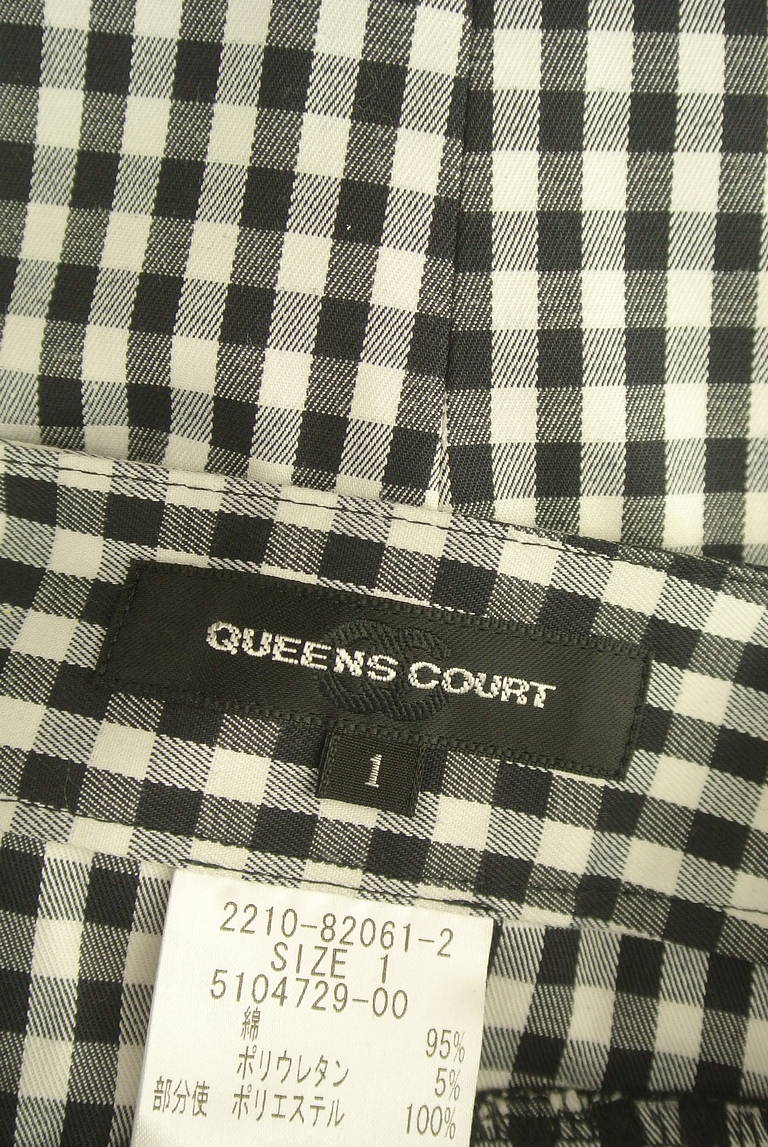 QUEENS COURT
1
2210-82061-2
SIZE 1
5104729-00
綿 95%
ポリウレタン 5%
部分使 ポリエステル 100%